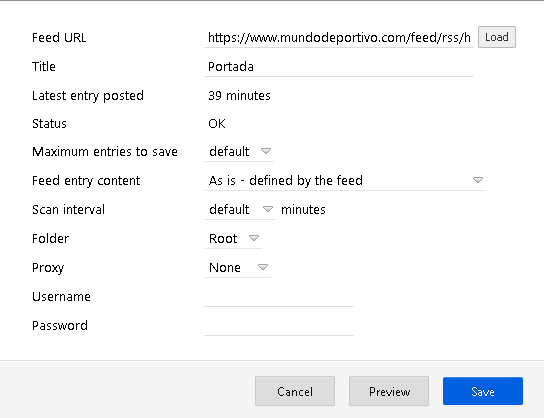 Feed URL https://www.mundodeportivo.com/feed/rss/h Load
Title Portada
Latest entry posted 39 minutes
Status OK
Maximum entries to save default
Feed entry content As is - defined by the feed
Scan interval default minutes
Folder Root
Proxy None
Username
Password
Cancel Preview Save